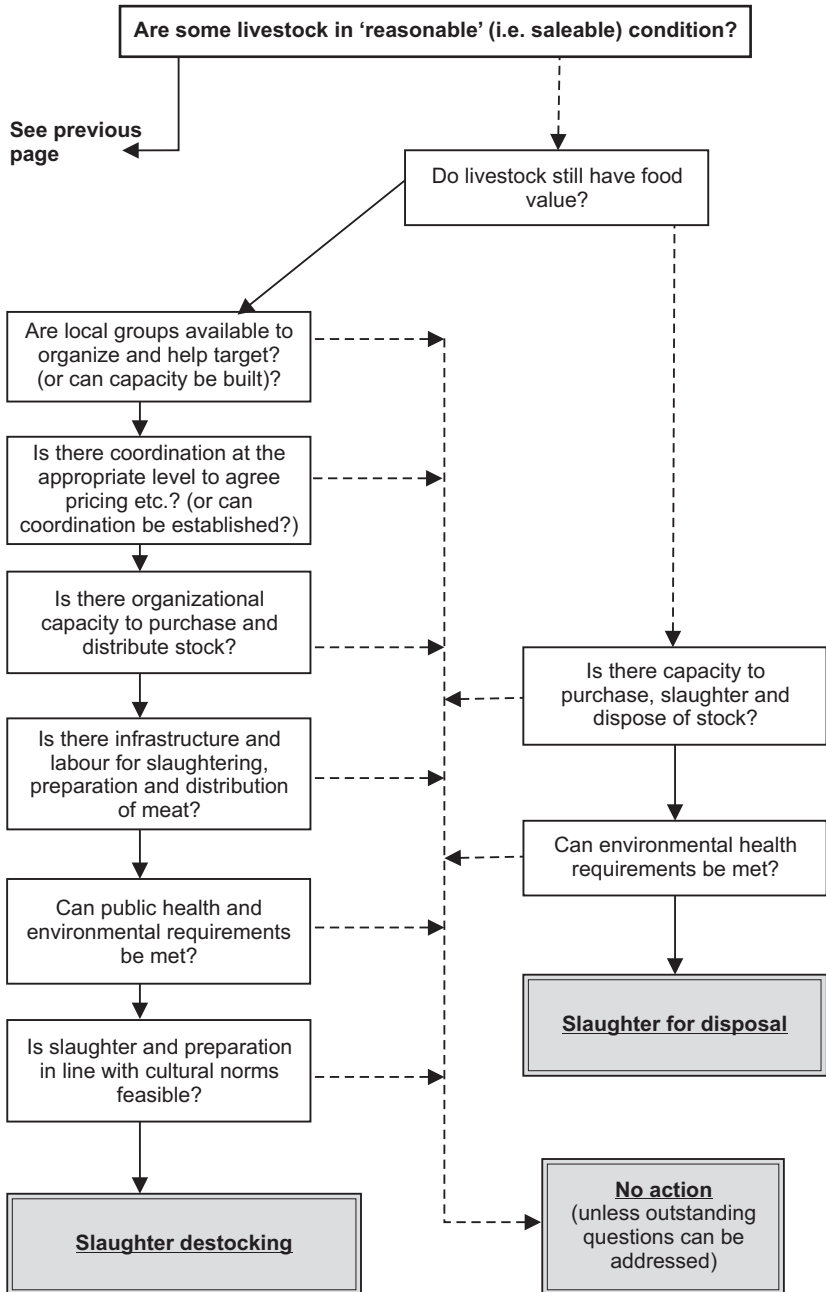 Are some livestock in ‘reasonable’ (i.e. saleable) condition?
See previous
page
Do livestock still have food
value?
Are local groups available to
organize and help target?
(or can capacity be built)?
Is there coordination at the
appropriate level to agree
pricing etc.? (or can
coordination be established?)
Is there organizational
capacity to purchase and
distribute stock?
Is there infrastructure and
labour for slaughtering,
preparation and distribution
of meat?
Can public health and
environmental requirements
be met?
Is slaughter and preparation
in line with cultural norms
feasible?
Slaughter destocking
Is there capacity to
purchase, slaughter and
dispose of stock?
Can environmental health
requirements be met?
Slaughter for disposal
No action
(unless outstanding
questions can be
addressed)